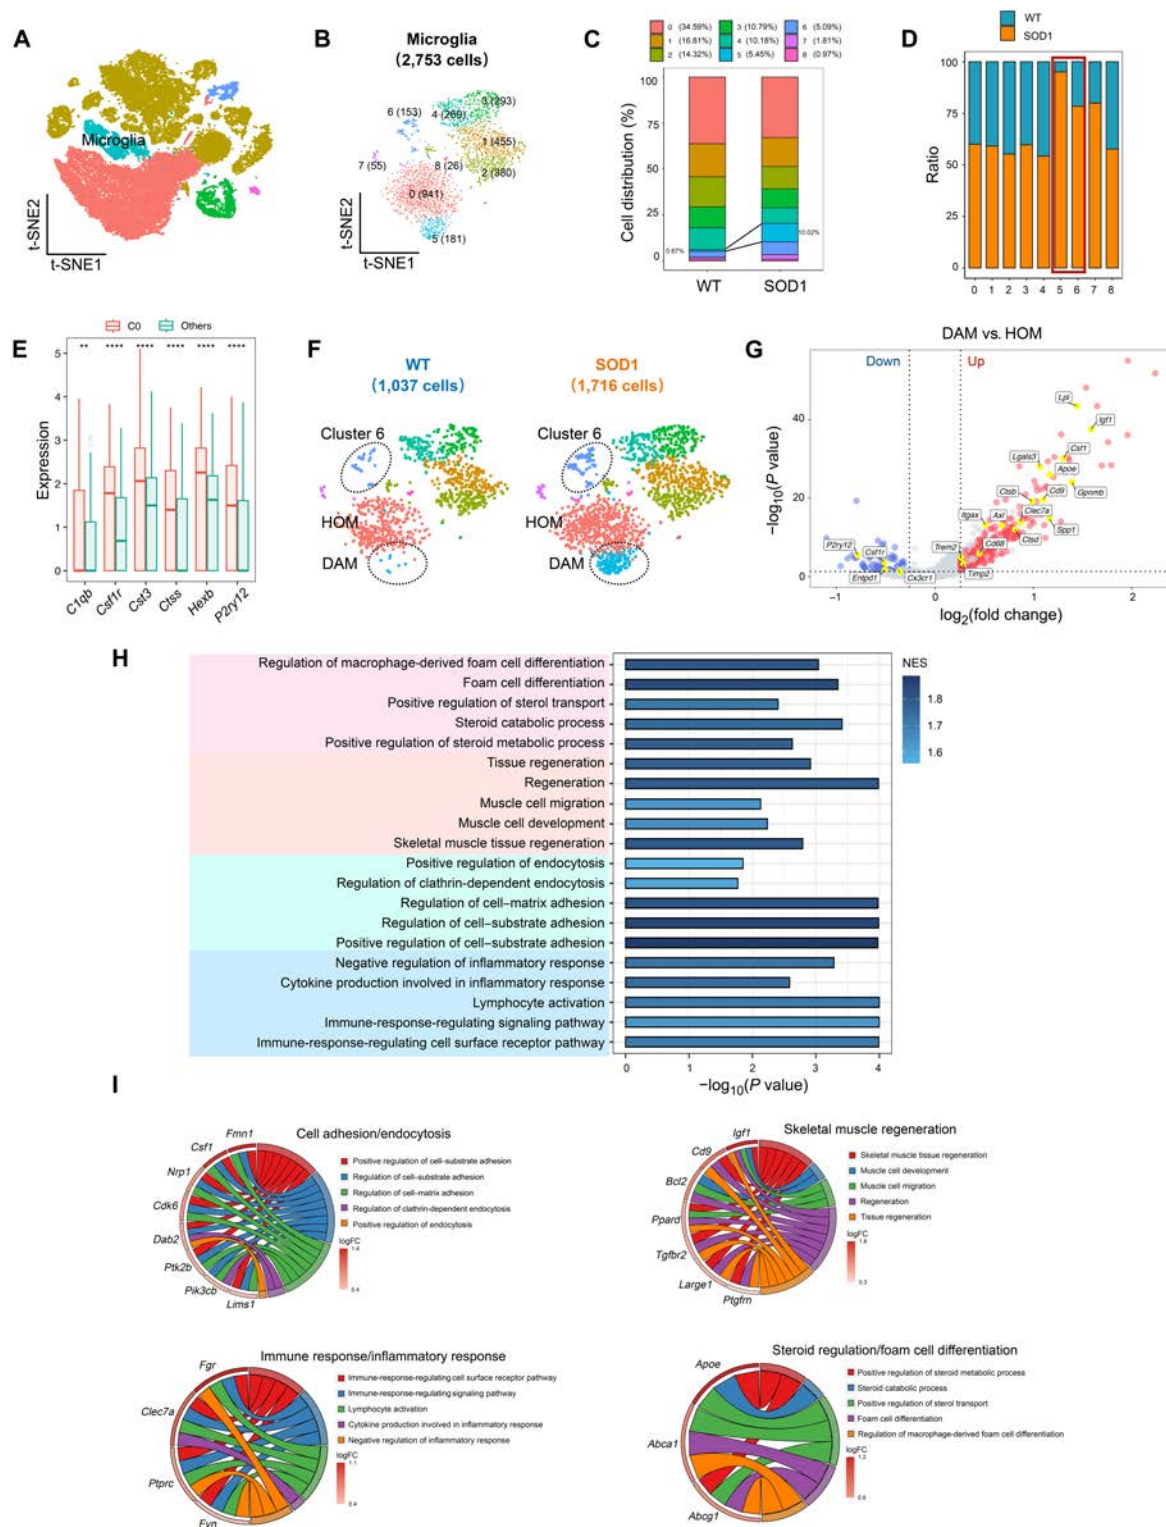 A
Microglia
t-SNE2
t-SNE1
B
Microglia
(2,753 cells)
6 (153)
4 (269)
3 (293)
1 (455)
7 (55)
8 (26)
2 (380)
0 (941)
5 (181)
t-SNE2
t-SNE1
C
0 (34.59%)
3 (10.79%)
6 (5.09%)
1 (16.81%)
4 (10.18%)
7 (1.81%)
2 (14.32%)
5 (5.45%)
8 (0.97%)
Cell distribution (%)
100
75
50
25
0
0.87%
10.02%
WT
SOD1
D
WT
SOD1
Ratio
100
75
50
25
0
0 1 2 3 4 5 6 7 8
E
C0
Others
Expression
5
4
3
2
1
0
** **** **** **** **** ****
C1qb
Csf1r
Cst3
Ctss
Hexb
P2ry12
F
WT
(1,037 cells)
SOD1
(1,716 cells)
Cluster 6
Cluster 6
HOM
HOM
DAM
DAM
G
DAM vs. HOM
Down
Up
−log10(P value)
40
20
0
Lpl
Igf1
Csf1
Lgals3
Apoe
Ctsb
Cd9
Gpnmb
Itgax
Axl
Clec7a
Spp1
P2ry12
Csf1r
Trem2
Cd68
Ctsd
Entpd1
Cx3cr1
Timp2
−1 0 1 2
log2(fold change)
H
Regulation of macrophage-derived foam cell differentiation
Foam cell differentiation
Positive regulation of sterol transport
Steroid catabolic process
Positive regulation of steroid metabolic process
Tissue regeneration
Regeneration
Muscle cell migration
Muscle cell development
Skeletal muscle tissue regeneration
Positive regulation of endocytosis
Regulation of clathrin-dependent endocytosis
Regulation of cell−matrix adhesion
Regulation of cell−substrate adhesion
Positive regulation of cell−substrate adhesion
Negative regulation of inflammatory response
Cytokine production involved in inflammatory response
Lymphocyte activation
Immune-response-regulating signaling pathway
Immune-response-regulating cell surface receptor pathway
0 1 2 3 4
−log10(P value)
NES
1.8
1.7
1.6
I
Cell adhesion/endocytosis
Fmn1
Csf1
Nrp1
Cdk6
Dab2
Ptk2b
Pik3cb
Lims1
Positive regulation of cell−substrate adhesion
Regulation of cell−substrate adhesion
Regulation of cell−matrix adhesion
Regulation of clathrin-dependent endocytosis
Positive regulation of endocytosis
logFC
1.4
0.4
Skeletal muscle regeneration
Igf1
Cd9
Bcl2
Ppard
Tgfbr2
Large1
Ptgfrn
Skeletal muscle tissue regeneration
Muscle cell development
Muscle cell migration
Regeneration
Tissue regeneration
logFC
1.6
0.3
Immune response/inflammatory response
Fgr
Clec7a
Ptprc
Fyn
Immune-response-regulating cell surface receptor pathway
Immune-response-regulating signaling pathway
Lymphocyte activation
Cytokine production involved in inflammatory response
Negative regulation of inflammatory response
logFC
1.1
0.4
Steroid regulation/foam cell differentiation
Apoe
Abca1
Abcg1
Positive regulation of steroid metabolic process
Steroid catabolic process
Positive regulation of sterol transport
Foam cell differentiation
Regulation of macrophage-derived foam cell differentiation
logFC
1.2
0.6